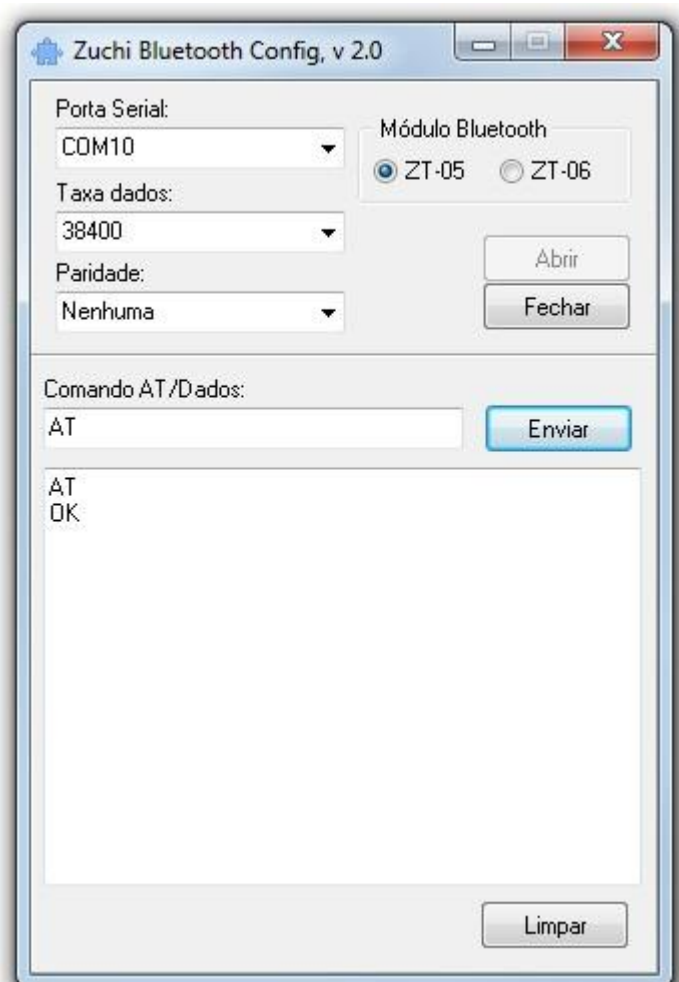 Zuchi Bluetooth Config, v 2.0
Porta Serial:
COM10
Módulo Bluetooth
ZT-05 ZT-06
Taxa dados:
38400
Abrir
Paridade:
Nenhuma
Fechar
Comando AT/Dados:
AT
Enviar
AT
OK
Limpar